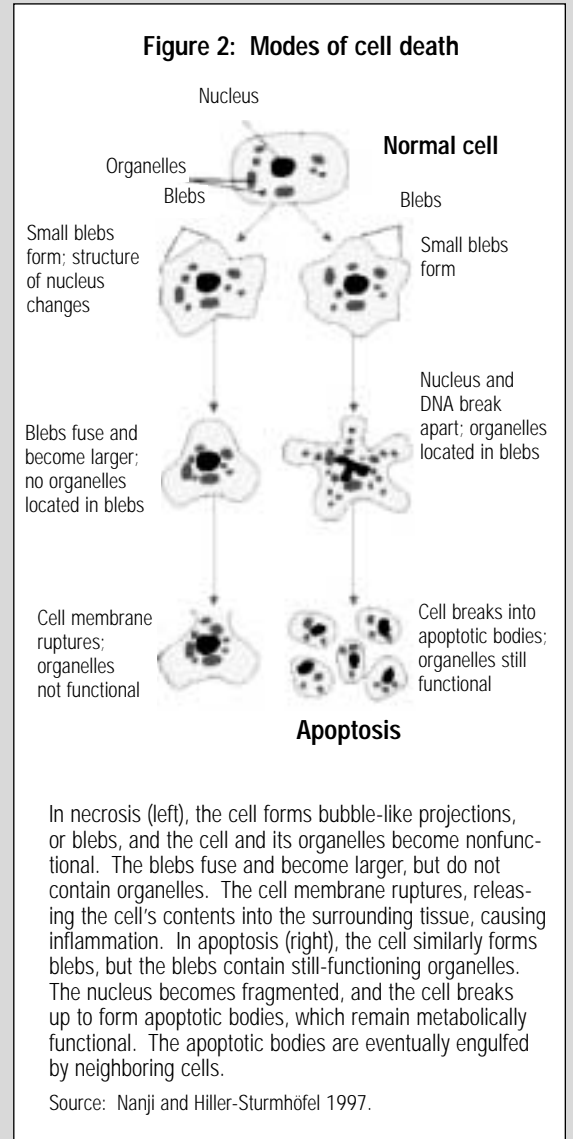 Figure 2: Modes of cell death
Nucleus
Normal cell
Organelles
Blebs
Blebs
Small blebs
form; structure
of nucleus
changes
Small blebs
form
Blebs fuse and
become larger;
no organelles
located in blebs
Nucleus and
DNA break
apart; organelles
located in blebs
Cell membrane
ruptures;
organelles
not functional
Cell breaks into
apoptotic bodies;
organelles still
functional
Apoptosis
In necrosis (left), the cell forms bubble-like projections,
or blebs, and the cell and its organelles become nonfunc-
tional. The blebs fuse and become larger, but do not
contain organelles. The cell membrane ruptures, releas-
ing the cell's contents into the surrounding tissue, causing
inflammation. In apoptosis (right), the cell similarly forms
blebs, but the blebs contain still-functioning organelles.
The nucleus becomes fragmented, and the cell breaks
up to form apoptotic bodies, which remain metabolically
functional. The apoptotic bodies are eventually engulfed
by neighboring cells.
Source: Nanji and Hiller-Sturmhöfel 1997.